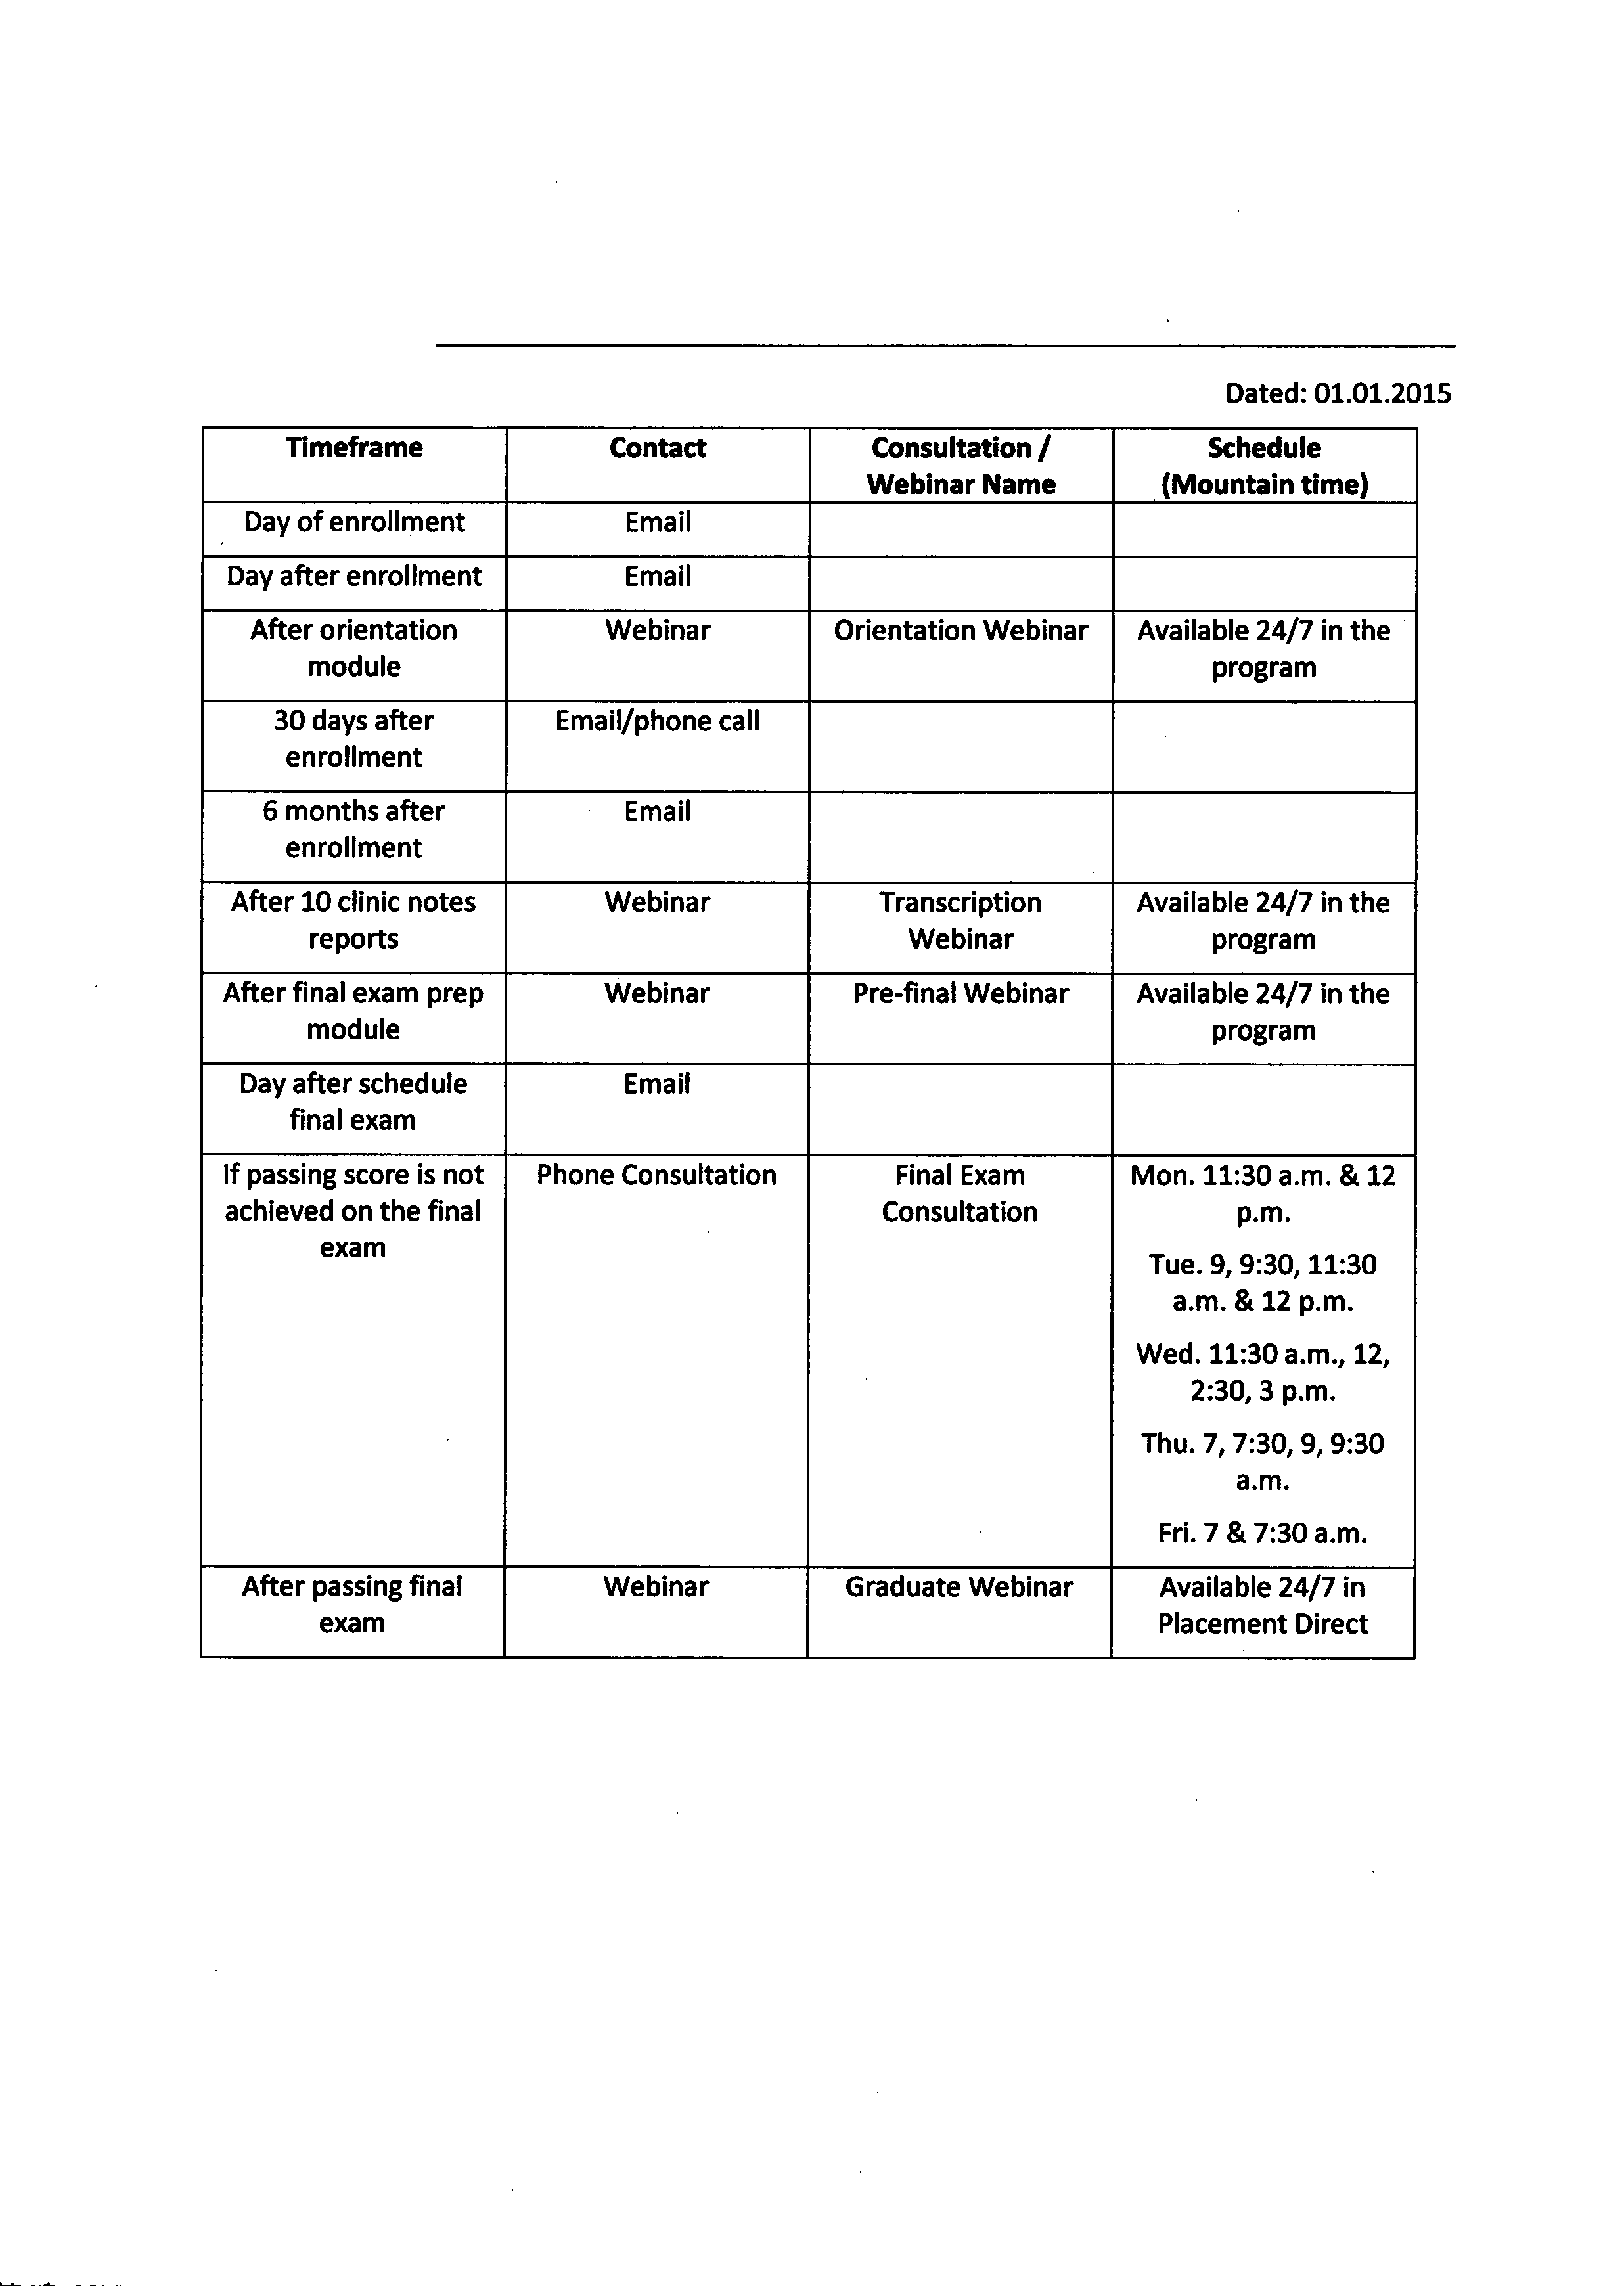 Dated: 01.01.2015
Timeframe
Contact
Consultation /
Webinar Name
Schedule
(Mountain time)
Day of enrollment
Email
Day after enrollment
Email
After orientation
module
Webinar
Orientation Webinar
Available 24/7 in the
program
30 days after
enrollment
Email/phone call
6 months after
enrollment
Email
After 10 clinic notes
reports
Webinar
Transcription
Webinar
Available 24/7 in the
program
After final exam prep
module
Webinar
Pre-final Webinar
Available 24/7 in the
program
Day after schedule
final exam
Email
If passing score is not
achieved on the final
exam
Phone Consultation
Final Exam
Consultation
Mon. 11:30 a.m. & 12
p.m.
Tue. 9, 9:30, 11:30
a.m. & 12 p.m.
Wed. 11:30 a.m., 12,
2:30, 3 p.m.
Thu. 7, 7:30, 9, 9:30
a.m.
Fri. 7 & 7:30 a.m.
After passing final
exam
Webinar
Graduate Webinar
Available 24/7 in
Placement Direct